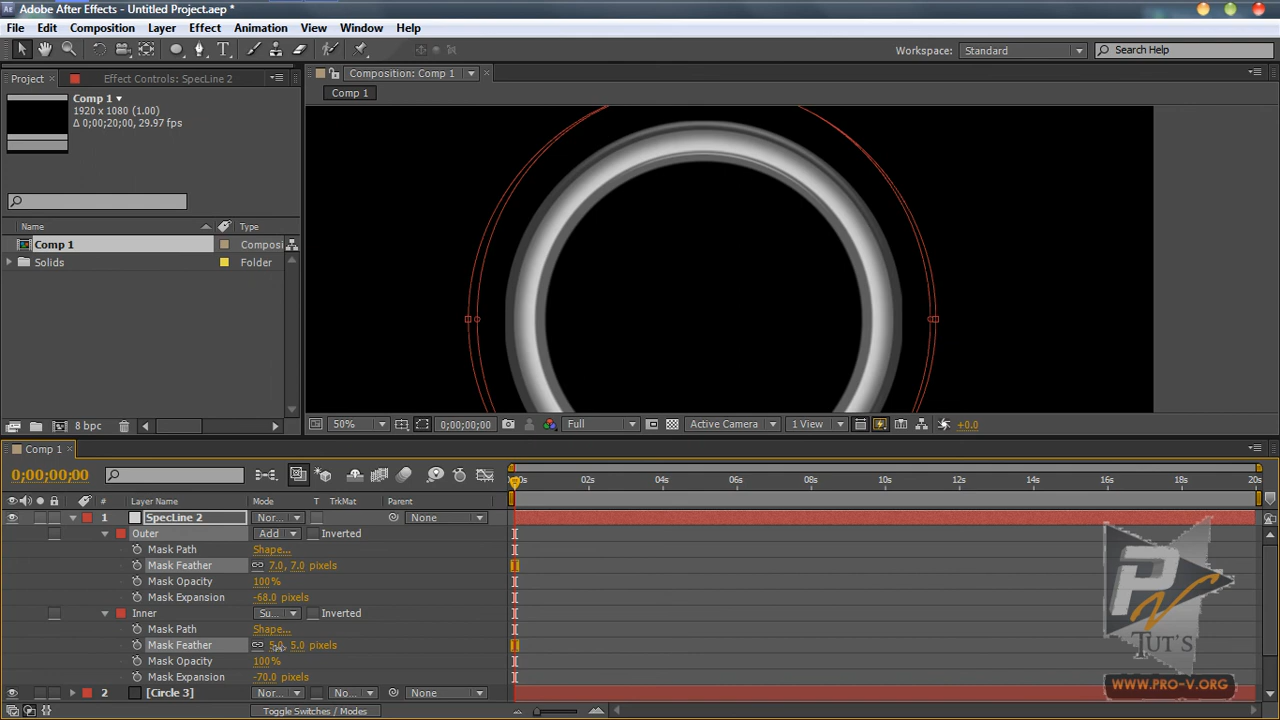 Adobe After Effects - Untitled Project.aep *
File Edit Composition Layer Effect Animation View Window Help
Workspace: Standard Search Help
Project Effect Controls: SpecLine 2 Composition: Comp 1
Comp 1
1920 x 1080 (1.00)
Δ 0;00;20;00, 29.97 fps
Comp 1
Name Type
Comp 1 Composi
Solids Folder
8 bpc
50% 0;00;00;00 Full Active Camera 1 View +0.0
Comp 1
0;00;00;00
00s 02s 04s 06s 08s 10s 12s 14s 16s 18s 20s
# Layer Name Mode T TrkMat Parent
1 SpecLine 2 Nor... None
Outer Add Inverted
Mask Path Shape...
Mask Feather 7.0, 7.0 pixels
Mask Opacity 100%
Mask Expansion -68.0 pixels
Inner Su... Inverted
Mask Path Shape...
Mask Feather 5.0, 5.0 pixels
Mask Opacity 100%
Mask Expansion -70.0 pixels
2 [Circle 3] Nor... No... None
Toggle Switches / Modes
PV
TUT'S
WWW.PRO-V.ORG